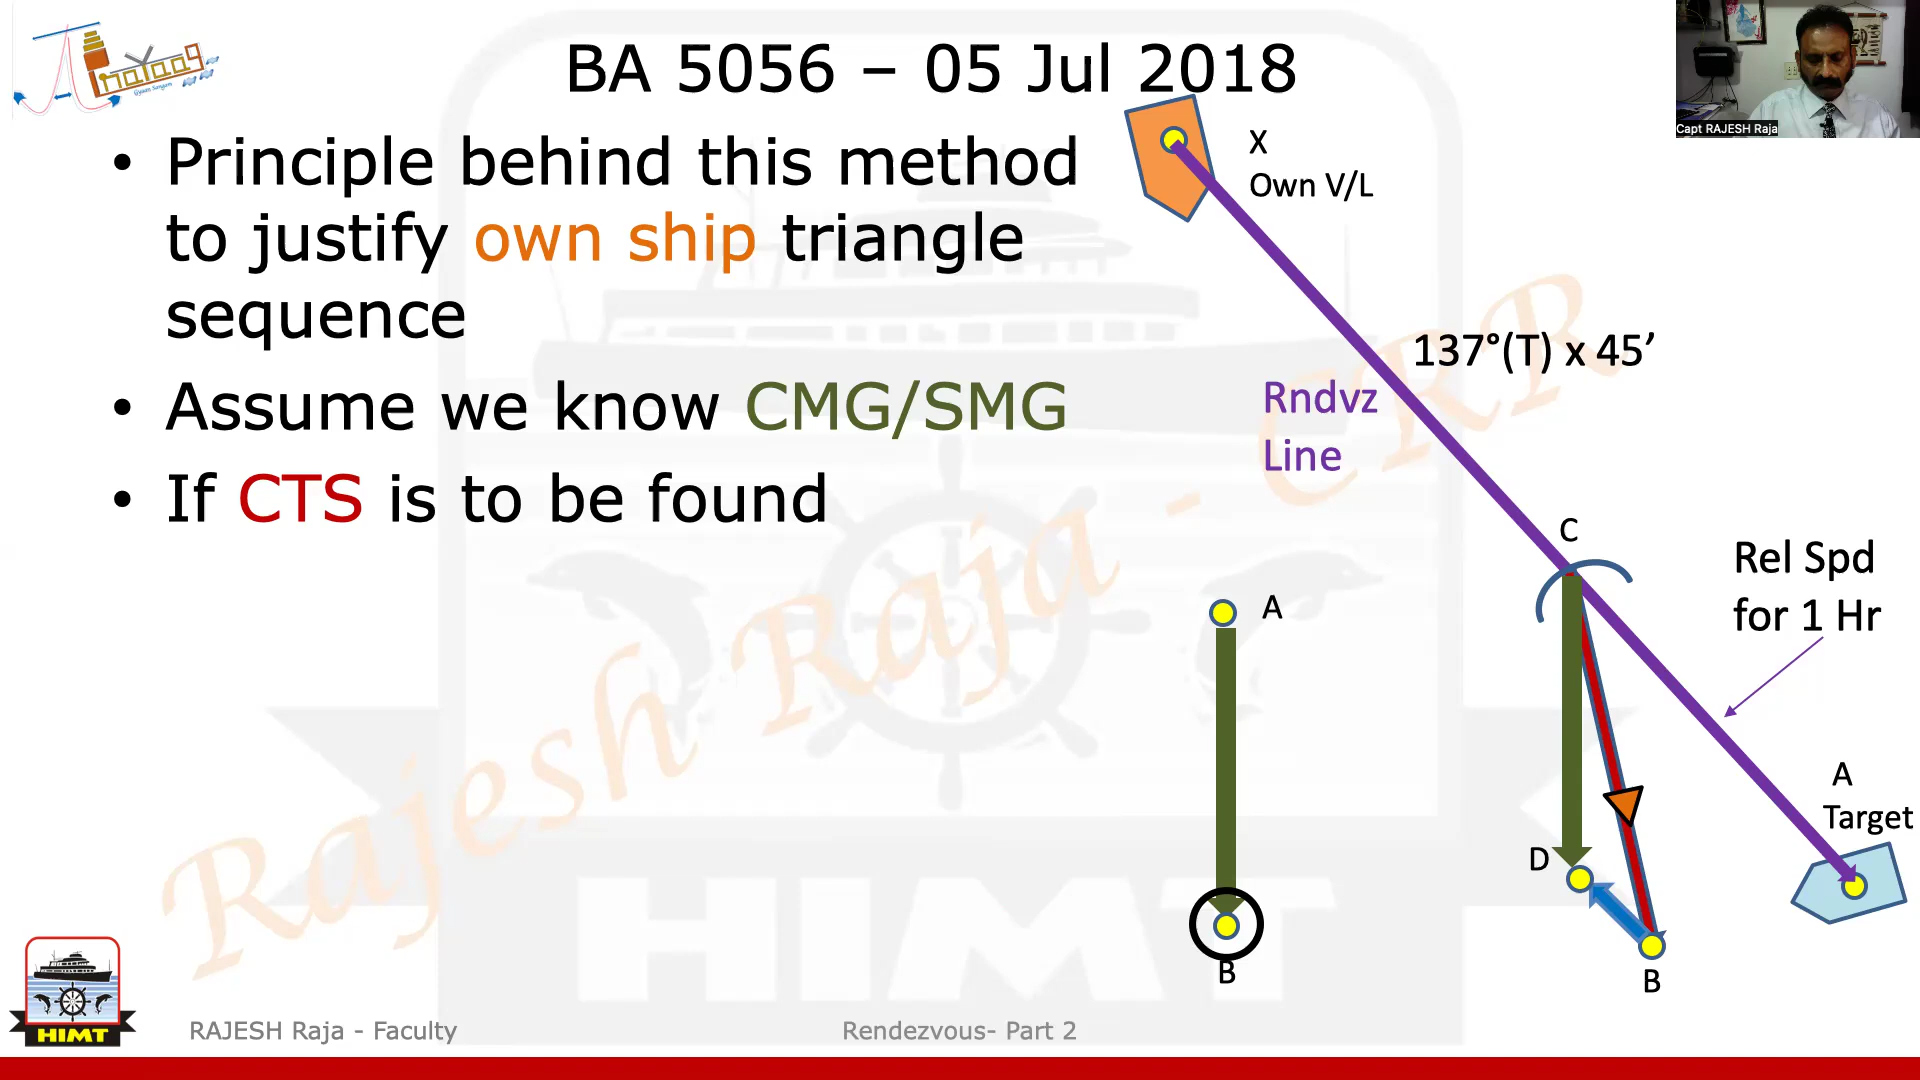 BA 5056 – 05 Jul 2018
• Principle behind this method
to justify own ship triangle
sequence
• Assume we know CMG/SMG
• If CTS is to be found
X
Own V/L
137°(T) x 45’
Rndvz
Line
C
Rel Spd
for 1 Hr
A
A
Target
D
B
B
Capt RAJESH Raja
Rajesh Raja - CRR
HIMT
HIMT
RAJESH Raja - Faculty
Rendezvous- Part 2